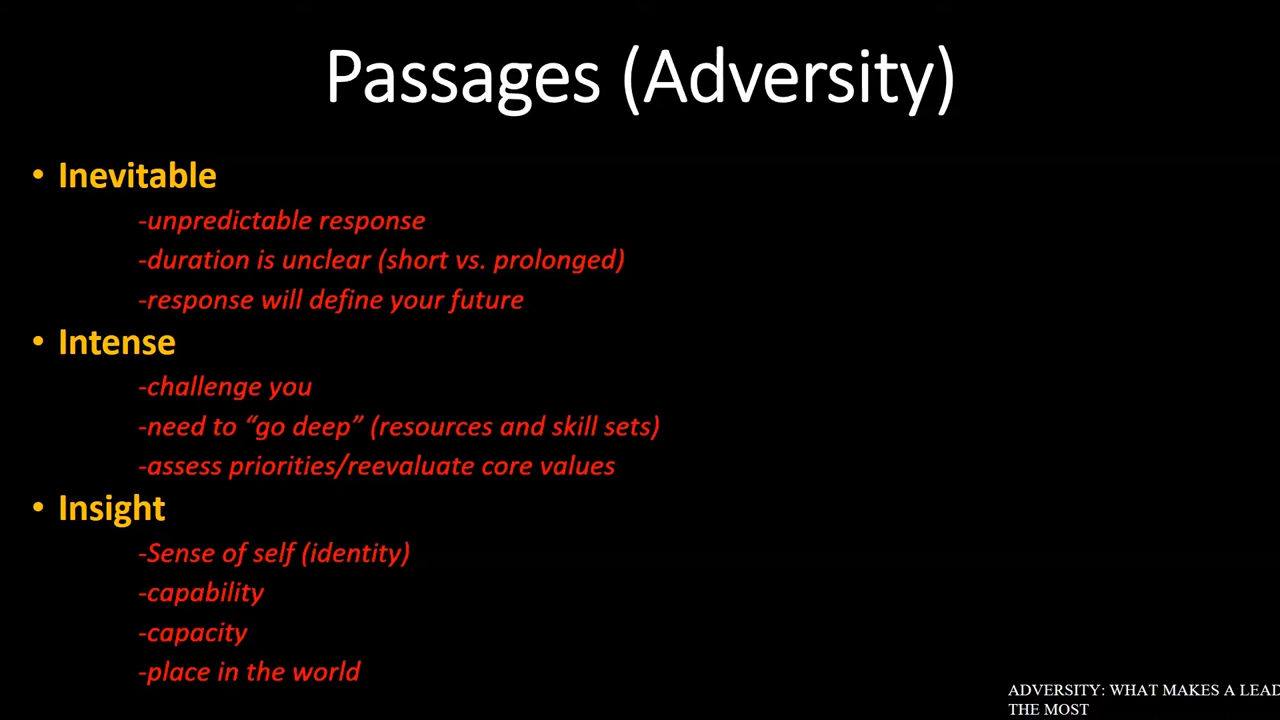 Passages (Adversity)
• Inevitable
-unpredictable response
-duration is unclear (short vs. prolonged)
-response will define your future
• Intense
-challenge you
-need to “go deep” (resources and skill sets)
-assess priorities/reevaluate core values
• Insight
-Sense of self (identity)
-capability
-capacity
-place in the world
ADVERSITY: WHAT MAKES A LEAD
THE MOST